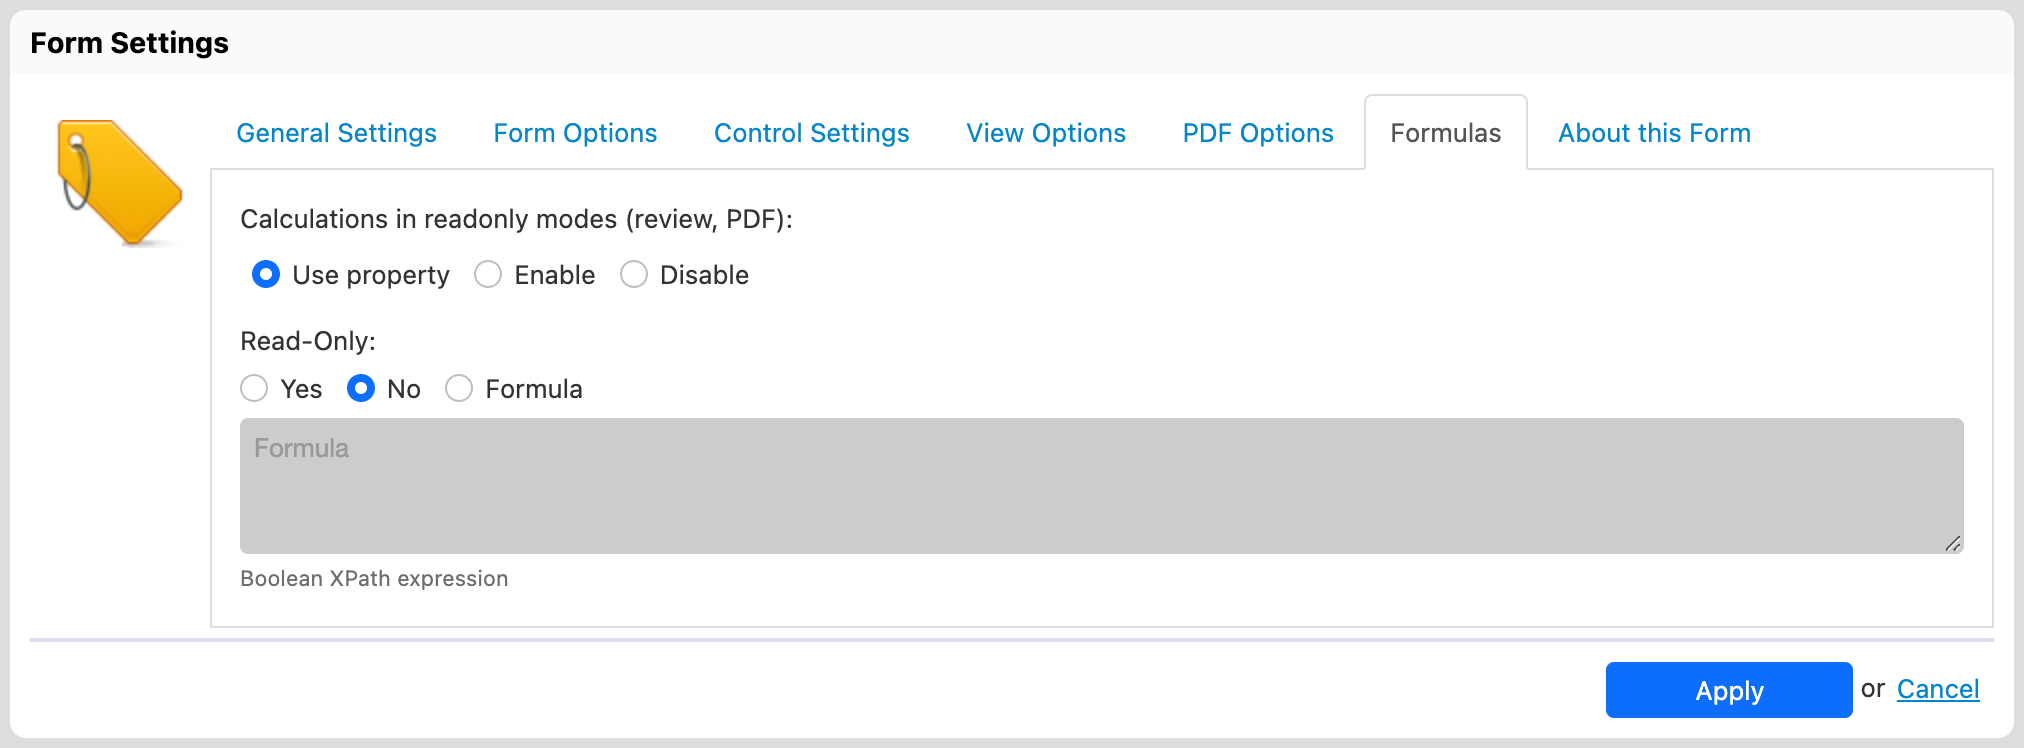 Form Settings
General Settings Form Options Control Settings View Options PDF Options Formulas About this Form
Calculations in readonly modes (review, PDF):
Use property Enable Disable
Read-Only:
Yes No Formula
Formula
Boolean XPath expression
Apply or Cancel